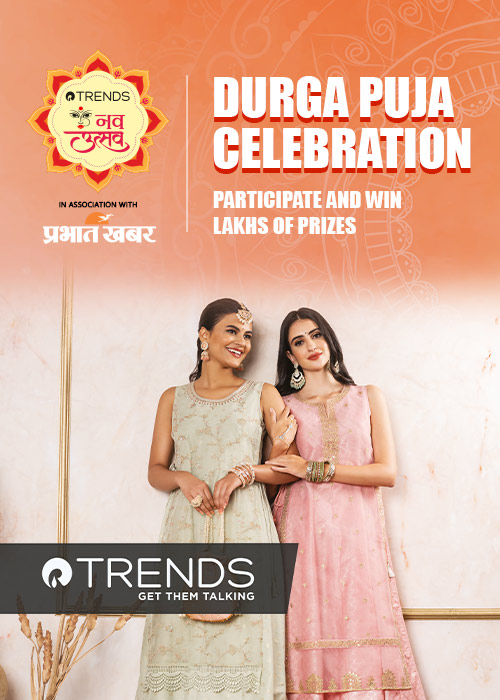 TRENDS
नव
उत्सव
IN ASSOCIATION WITH
प्रभात खबर
DURGA PUJA
CELEBRATION
PARTICIPATE AND WIN
LAKHS OF PRIZES
TRENDS
GET THEM TALKING